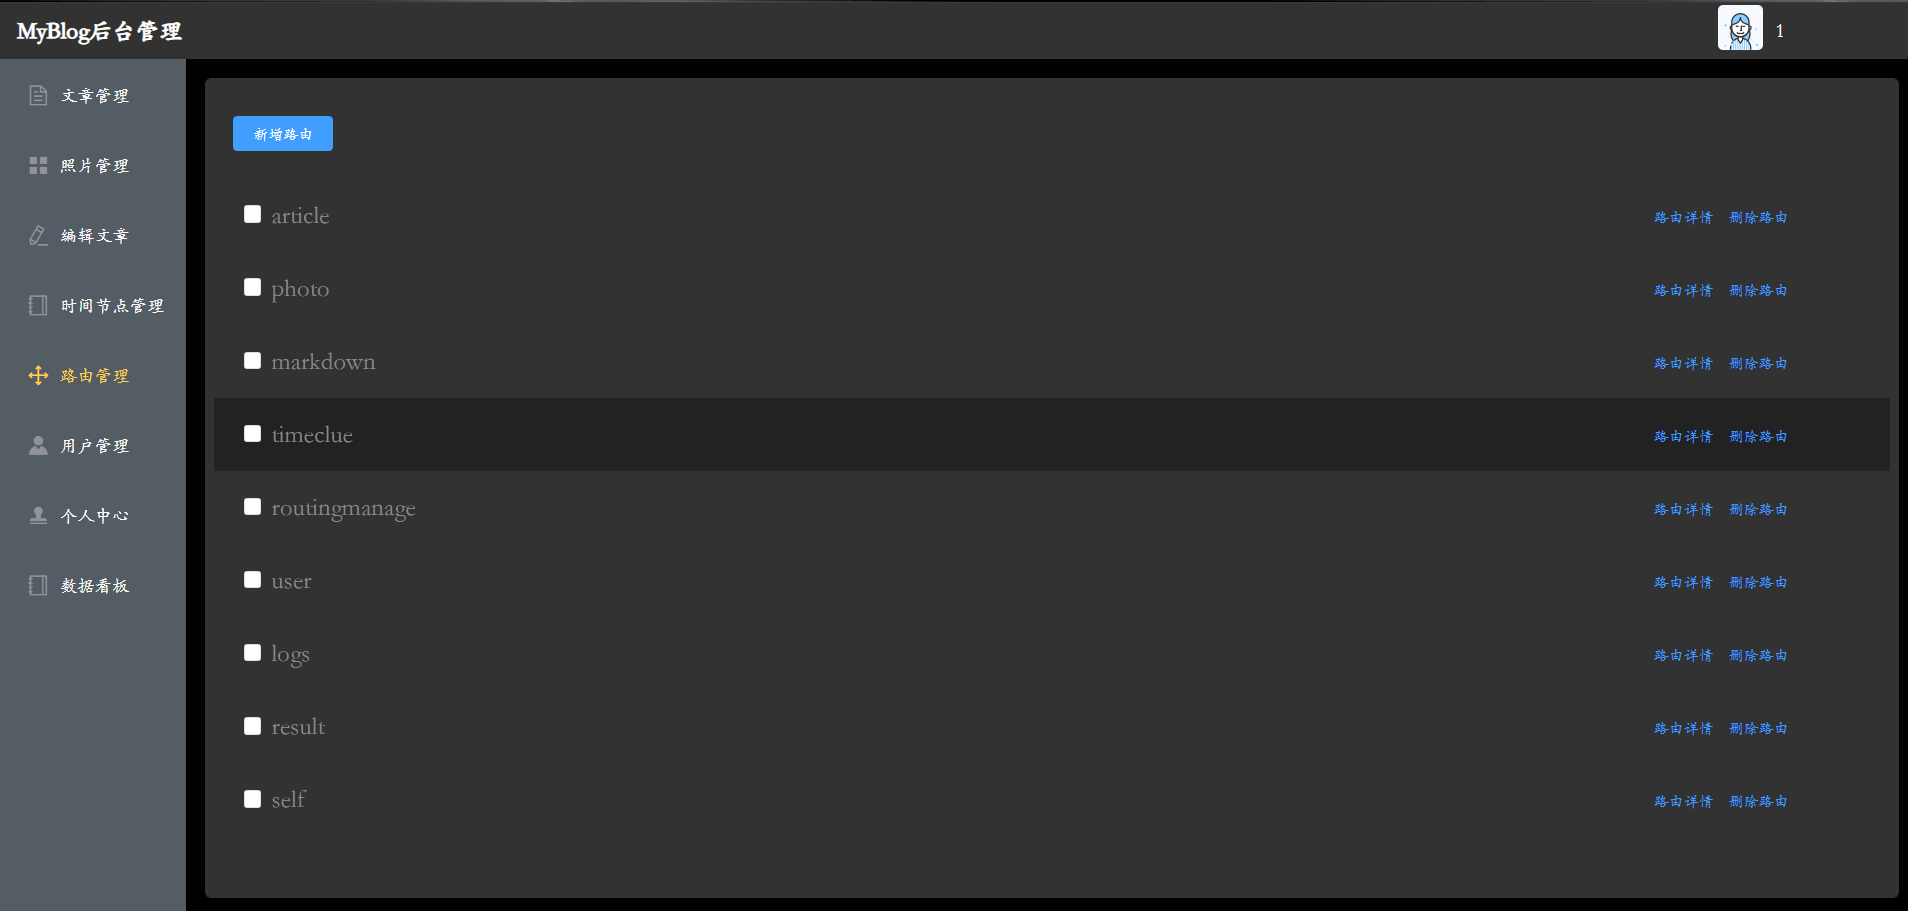 MyBlog后台管理
1
文章管理
照片管理
编辑文章
时间节点管理
路由管理
用户管理
个人中心
数据看板
新增路由
article 路由详情 删除路由
photo 路由详情 删除路由
markdown 路由详情 删除路由
timeclue 路由详情 删除路由
routingmanage 路由详情 删除路由
user 路由详情 删除路由
logs 路由详情 删除路由
result 路由详情 删除路由
self 路由详情 删除路由